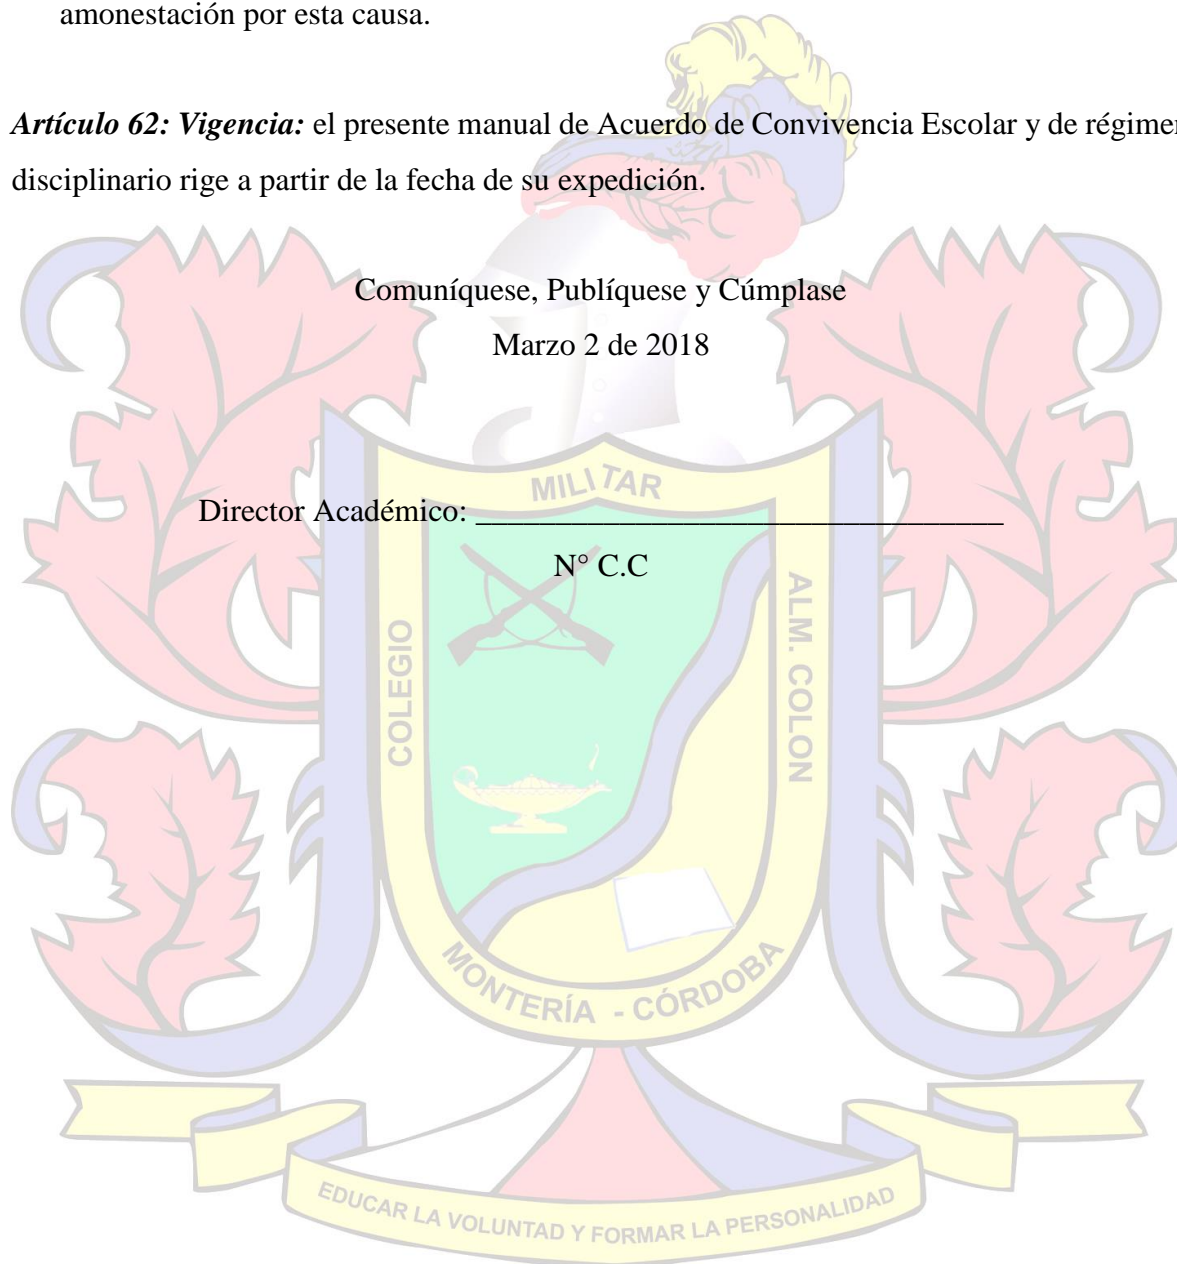 amonestación por esta causa.
Artículo 62: Vigencia: el presente manual de Acuerdo de Convivencia Escolar y de régimen
disciplinario rige a partir de la fecha de su expedición.
Comuníquese, Publíquese y Cúmplase
Marzo 2 de 2018
MILITAR
Director Académico: _________________________________
N° C.C
COLEGIO
ALM. COLON
MONTERÍA - CÓRDOBA
EDUCAR LA VOLUNTAD Y FORMAR LA PERSONALIDAD